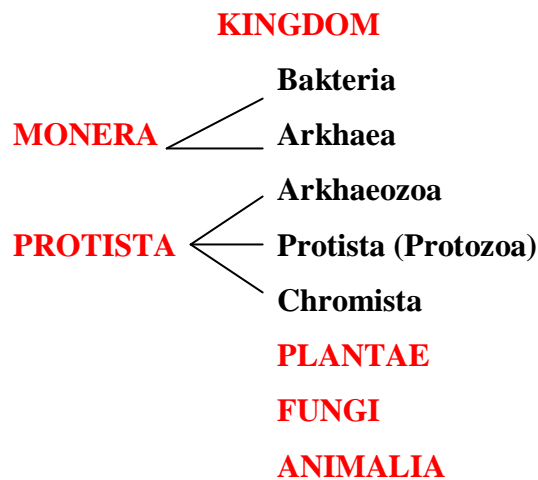 KINGDOM
Bakteria
MONERA
Arkhaea
Arkhaeozoa
PROTISTA
Protista (Protozoa)
Chromista
PLANTAE
FUNGI
ANIMALIA